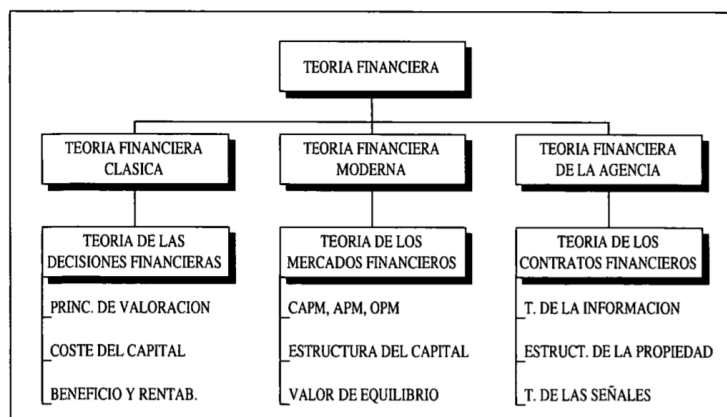 TEORIA FINANCIERA
TEORIA FINANCIERA
CLASICA
TEORIA FINANCIERA
MODERNA
TEORIA FINANCIERA
DE LA AGENCIA
TEORIA DE LAS
DECISIONES FINANCIERAS
TEORIA DE LOS
MERCADOS FINANCIEROS
TEORIA DE LOS
CONTRATOS FINANCIEROS
PRINC. DE VALORACION
CAPM, APM, OPM
T. DE LA INFORMACION
COSTE DEL CAPITAL
ESTRUCTURA DEL CAPITAL
ESTRUCT. DE LA PROPIEDAD
BENEFICIO Y RENTAB.
VALOR DE EQUILIBRIO
T. DE LAS SEÑALES